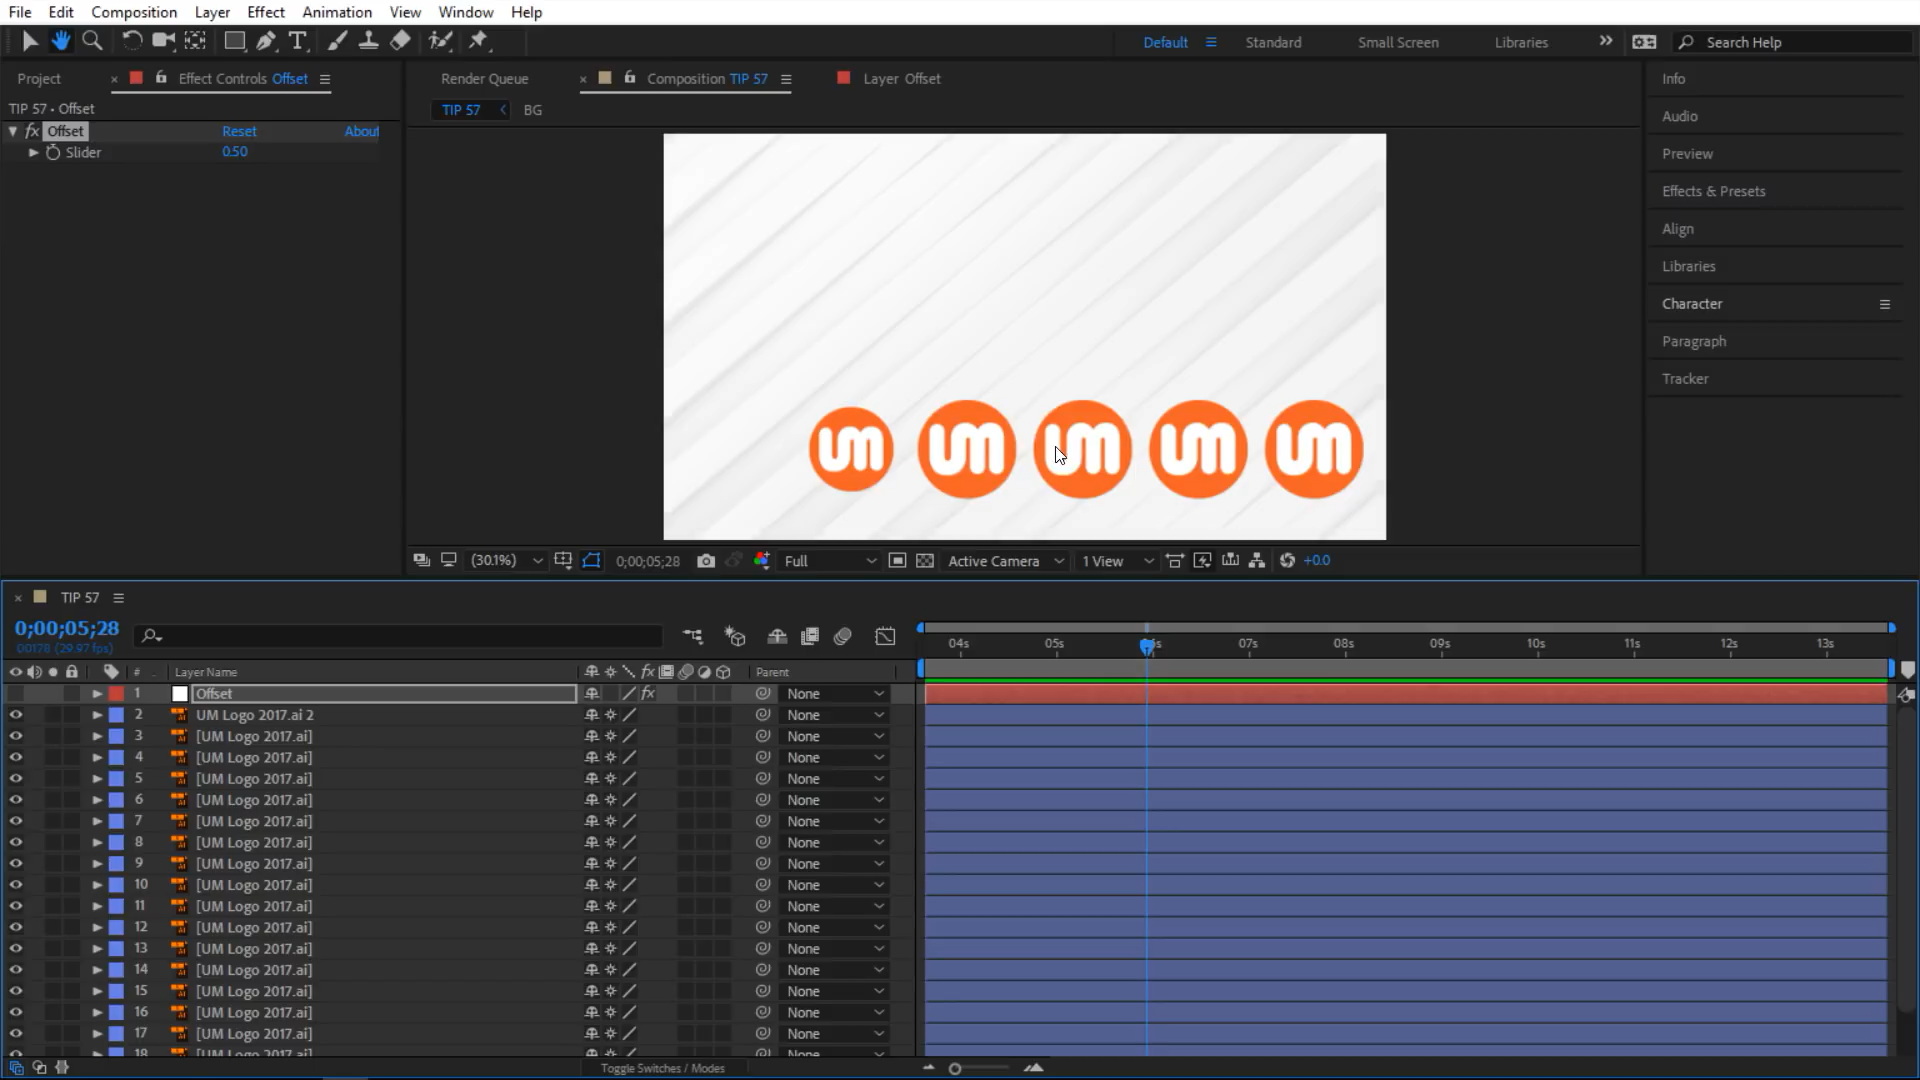 File Edit Composition Layer Effect Animation View Window Help
Default Standard Small Screen Libraries Search Help
Project Effect Controls Offset
TIP 57 • Offset
fx Offset Reset About
Slider 0.50
Render Queue Composition TIP 57 Layer Offset
TIP 57 BG
um um um um um
(30.1%) 0;00;05;28 Full Active Camera 1 View +0.0
Info
Audio
Preview
Effects & Presets
Align
Libraries
Character
Paragraph
Tracker
TIP 57
0;00;05;28
00178 (29.97 fps)
04s 05s 07s 08s 09s 10s 11s 12s 13s
# Layer Name fx Parent
1 Offset fx None
2 UM Logo 2017.ai 2 None
3 [UM Logo 2017.ai] None
4 [UM Logo 2017.ai] None
5 [UM Logo 2017.ai] None
6 [UM Logo 2017.ai] None
7 [UM Logo 2017.ai] None
8 [UM Logo 2017.ai] None
9 [UM Logo 2017.ai] None
10 [UM Logo 2017.ai] None
11 [UM Logo 2017.ai] None
12 [UM Logo 2017.ai] None
13 [UM Logo 2017.ai] None
14 [UM Logo 2017.ai] None
15 [UM Logo 2017.ai] None
16 [UM Logo 2017.ai] None
17 [UM Logo 2017.ai] None
18 [UM Logo 2017.ai] None
Toggle Switches / Modes